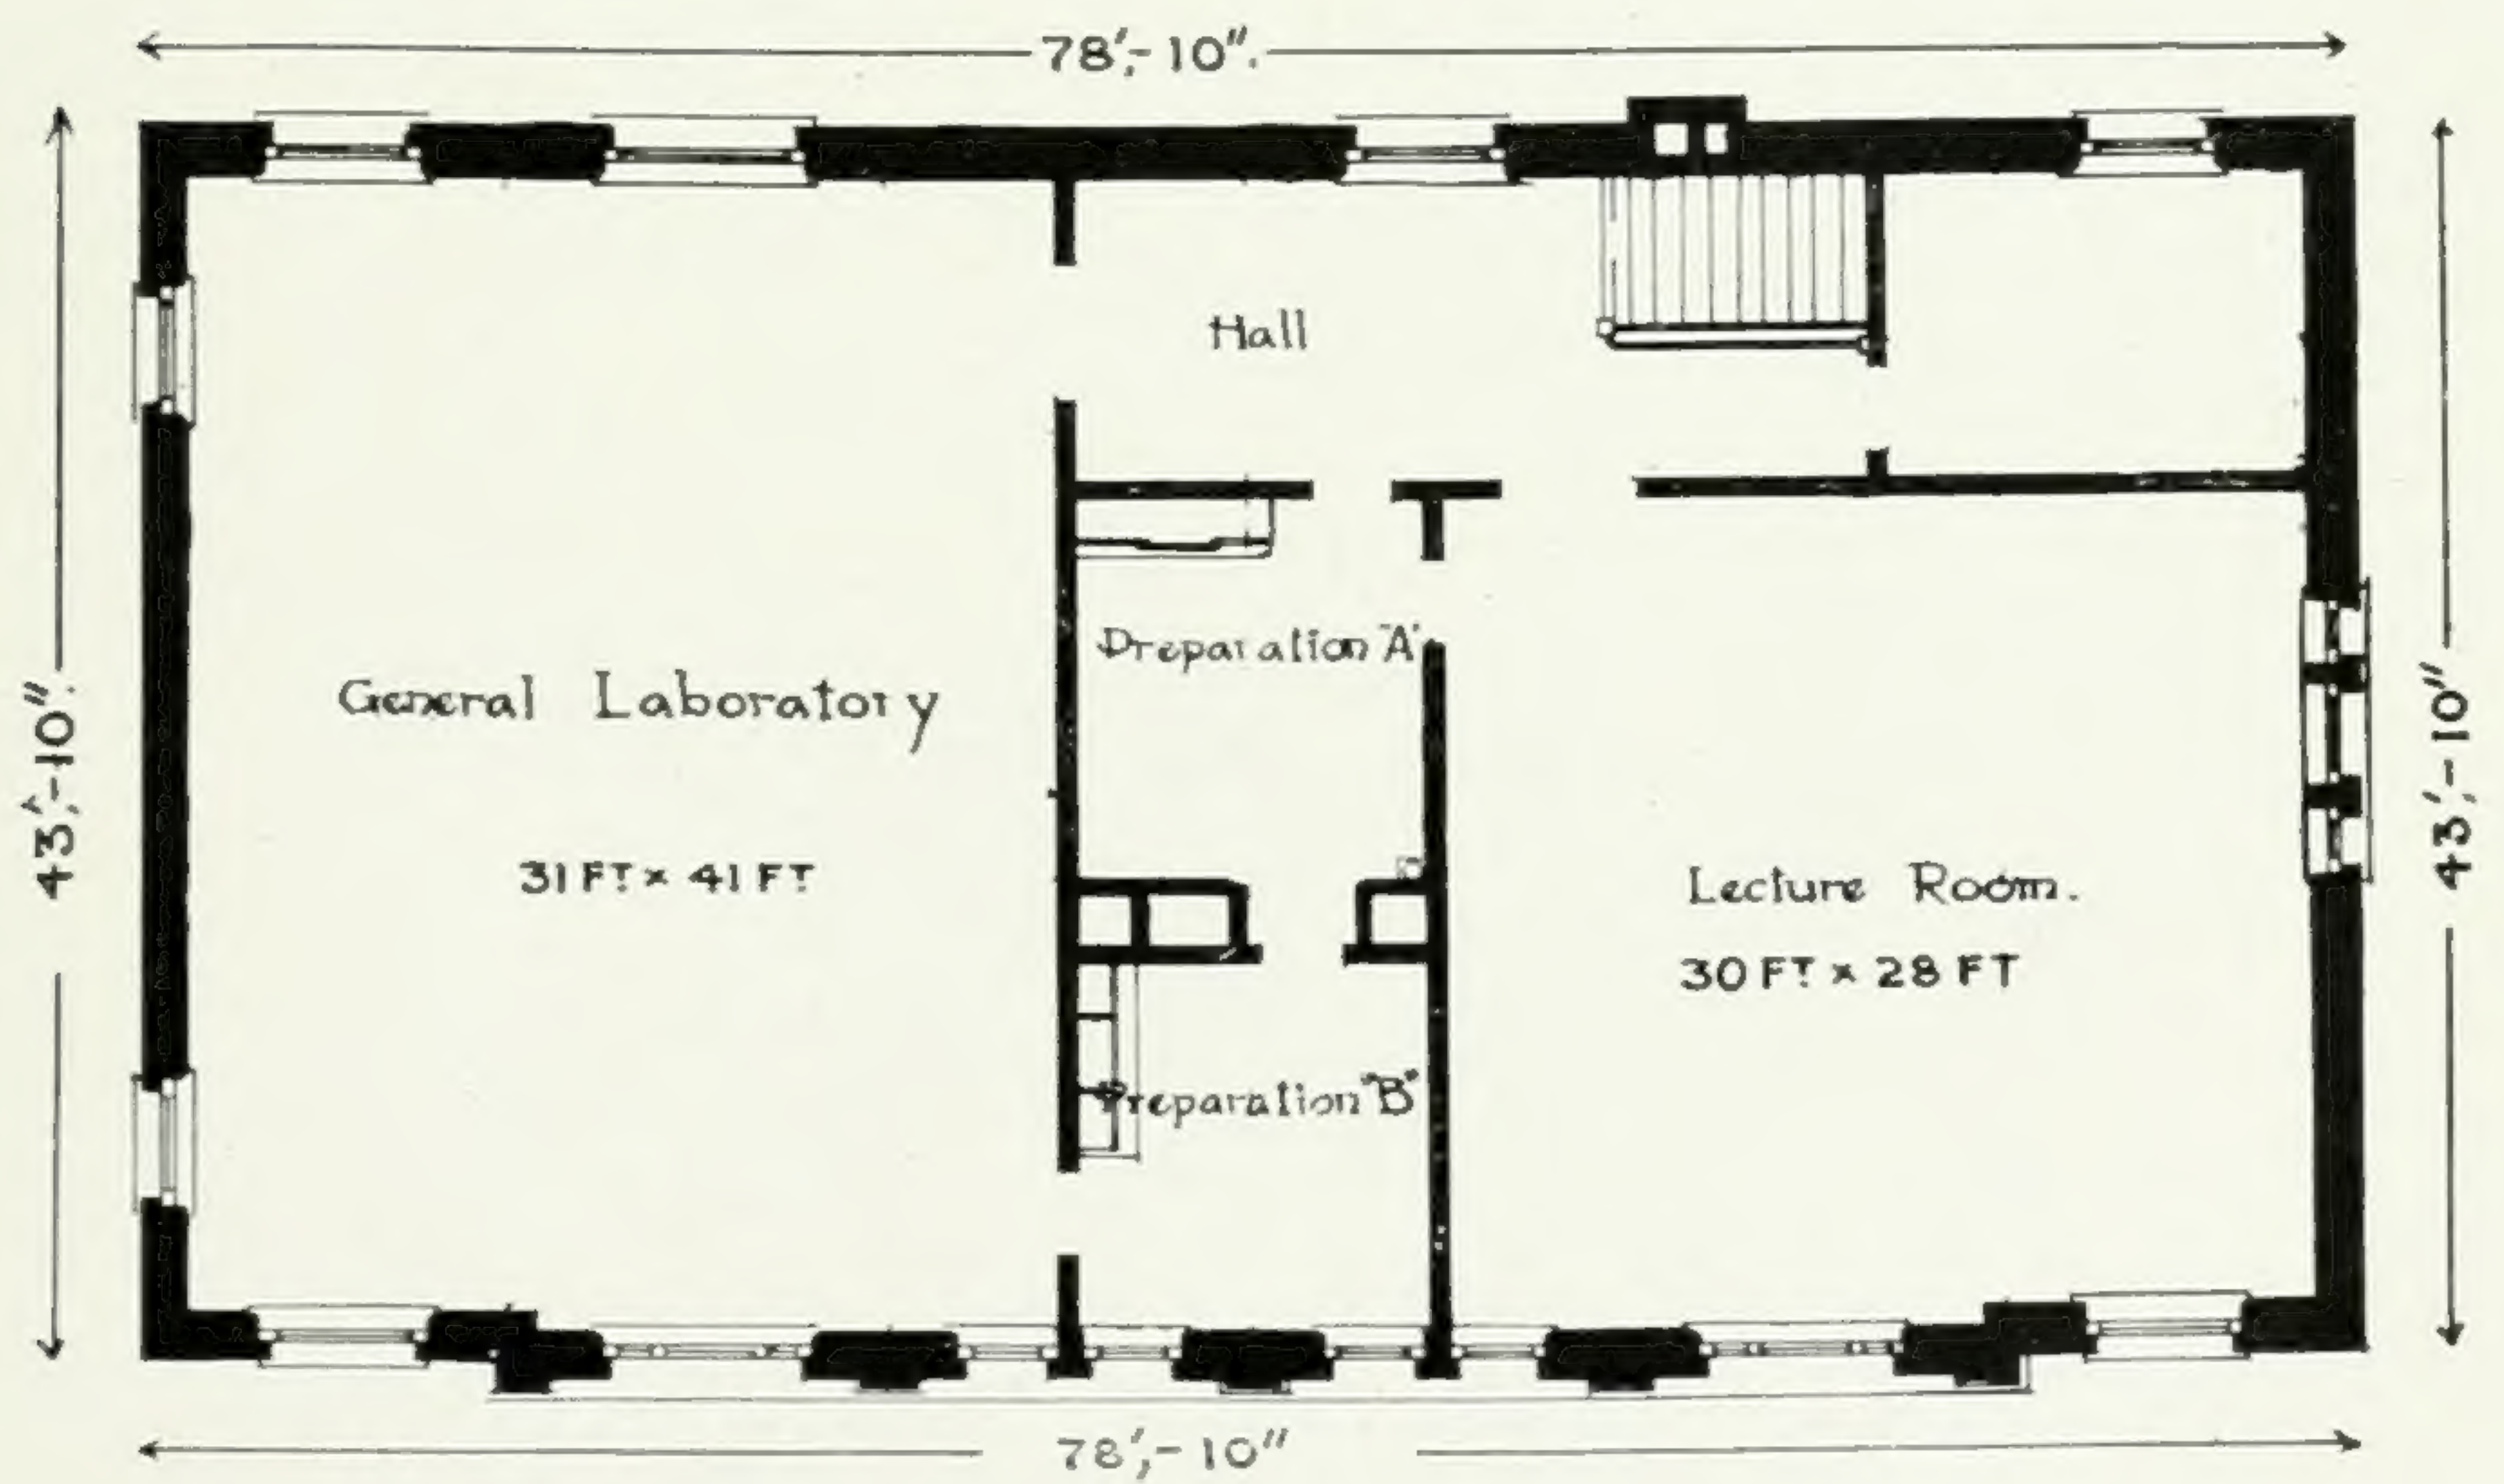 78',-10".
Hall
Preparation "A"
General Laboratory
43',-10".
43',-10"
31 FT × 41 FT
Lecture Room.
30 FT × 28 FT
Preparation "B"
78',-10"